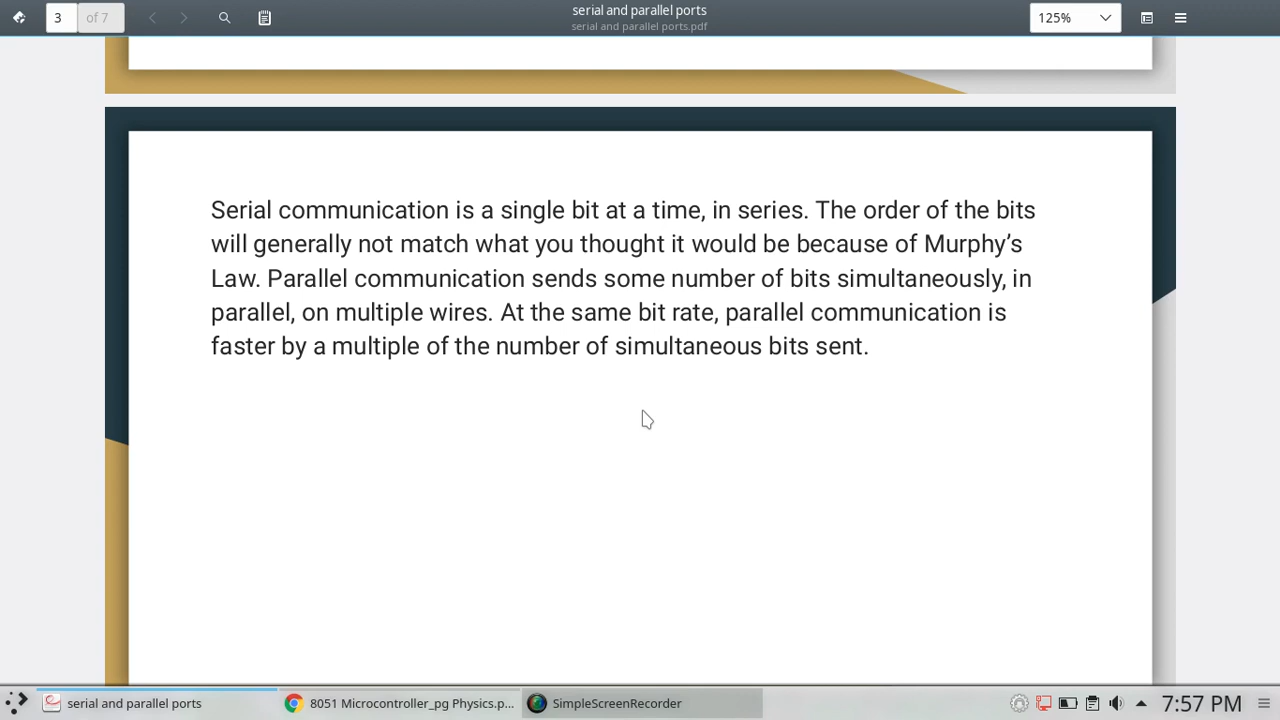 serial and parallel ports
3 of 7
serial and parallel ports.pdf
125%
Serial communication is a single bit at a time, in series. The order of the bits
will generally not match what you thought it would be because of Murphy’s
Law. Parallel communication sends some number of bits simultaneously, in
parallel, on multiple wires. At the same bit rate, parallel communication is
faster by a multiple of the number of simultaneous bits sent.
serial and parallel ports
8051 Microcontroller_pg Physics.p...
SimpleScreenRecorder
7:57 PM